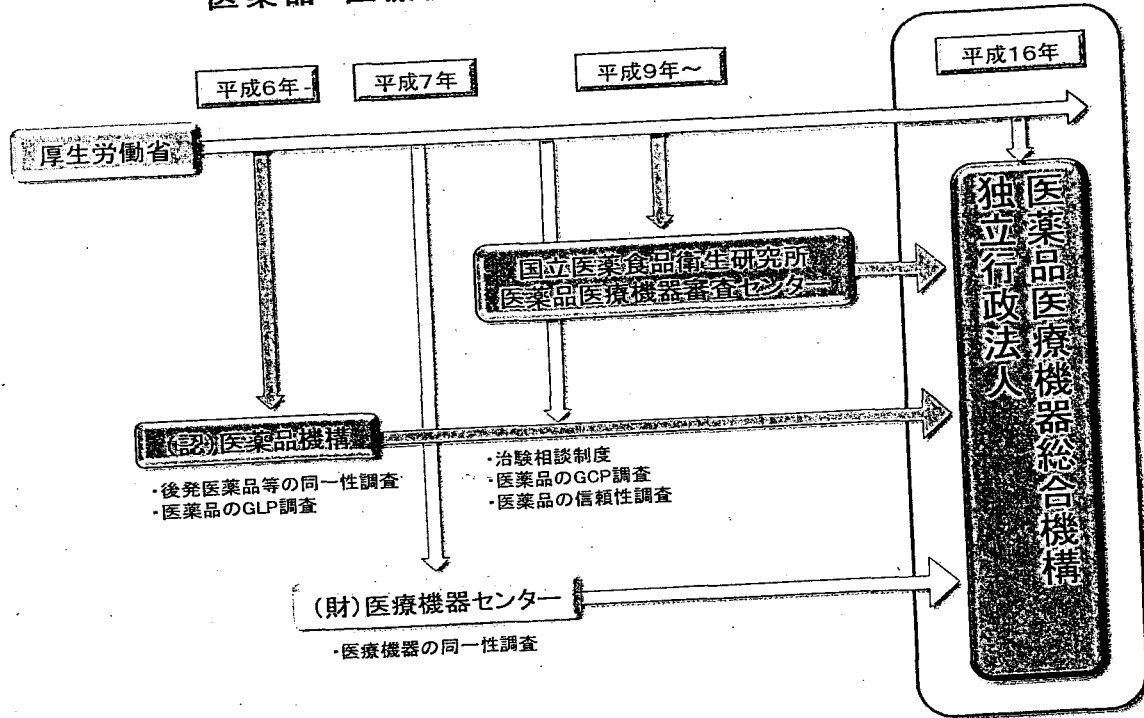 平成6年-
平成7年
平成9年～
平成16年
厚生労働省
国立医薬食品衛生研究所
医薬品医療機器審査センター
独立行政法人
医薬品医療機器総合機構
(認)医薬品機構
・後発医薬品等の同一性調査
・医薬品のGLP調査
・治験相談制度
・医薬品のGCP調査
・医薬品の信頼性調査
(財)医療機器センター
・医療機器の同一性調査